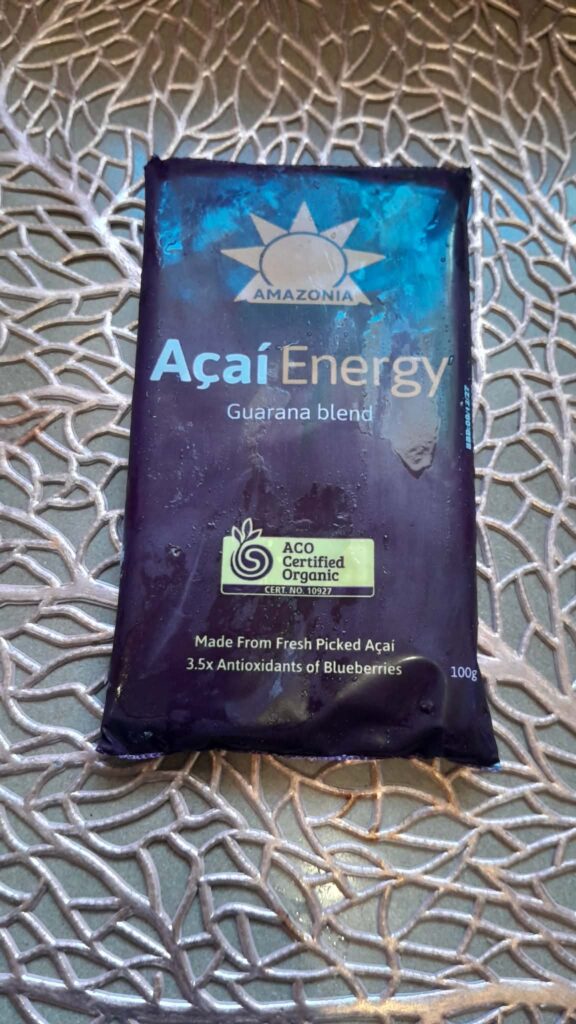 AMAZONIA
Açaí Energy
Guarana blend
ACO
Certified
Organic
CERT. NO. 10927
Made From Fresh Picked Açaí
3.5x Antioxidants of Blueberries
100g